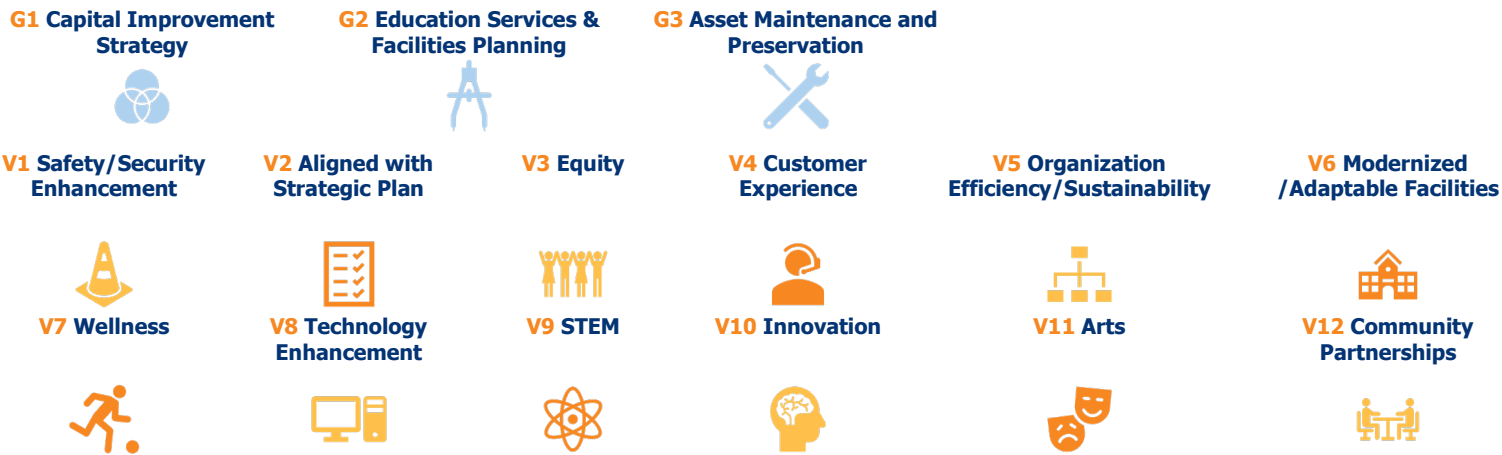 G1 Capital Improvement
Strategy
G2 Education Services &
Facilities Planning
G3 Asset Maintenance and
Preservation
V1 Safety/Security
Enhancement
V2 Aligned with
Strategic Plan
V3 Equity
V4 Customer
Experience
V5 Organization
Efficiency/Sustainability
V6 Modernized
/Adaptable Facilities
V7 Wellness
V8 Technology
Enhancement
V9 STEM
V10 Innovation
V11 Arts
V12 Community
Partnerships